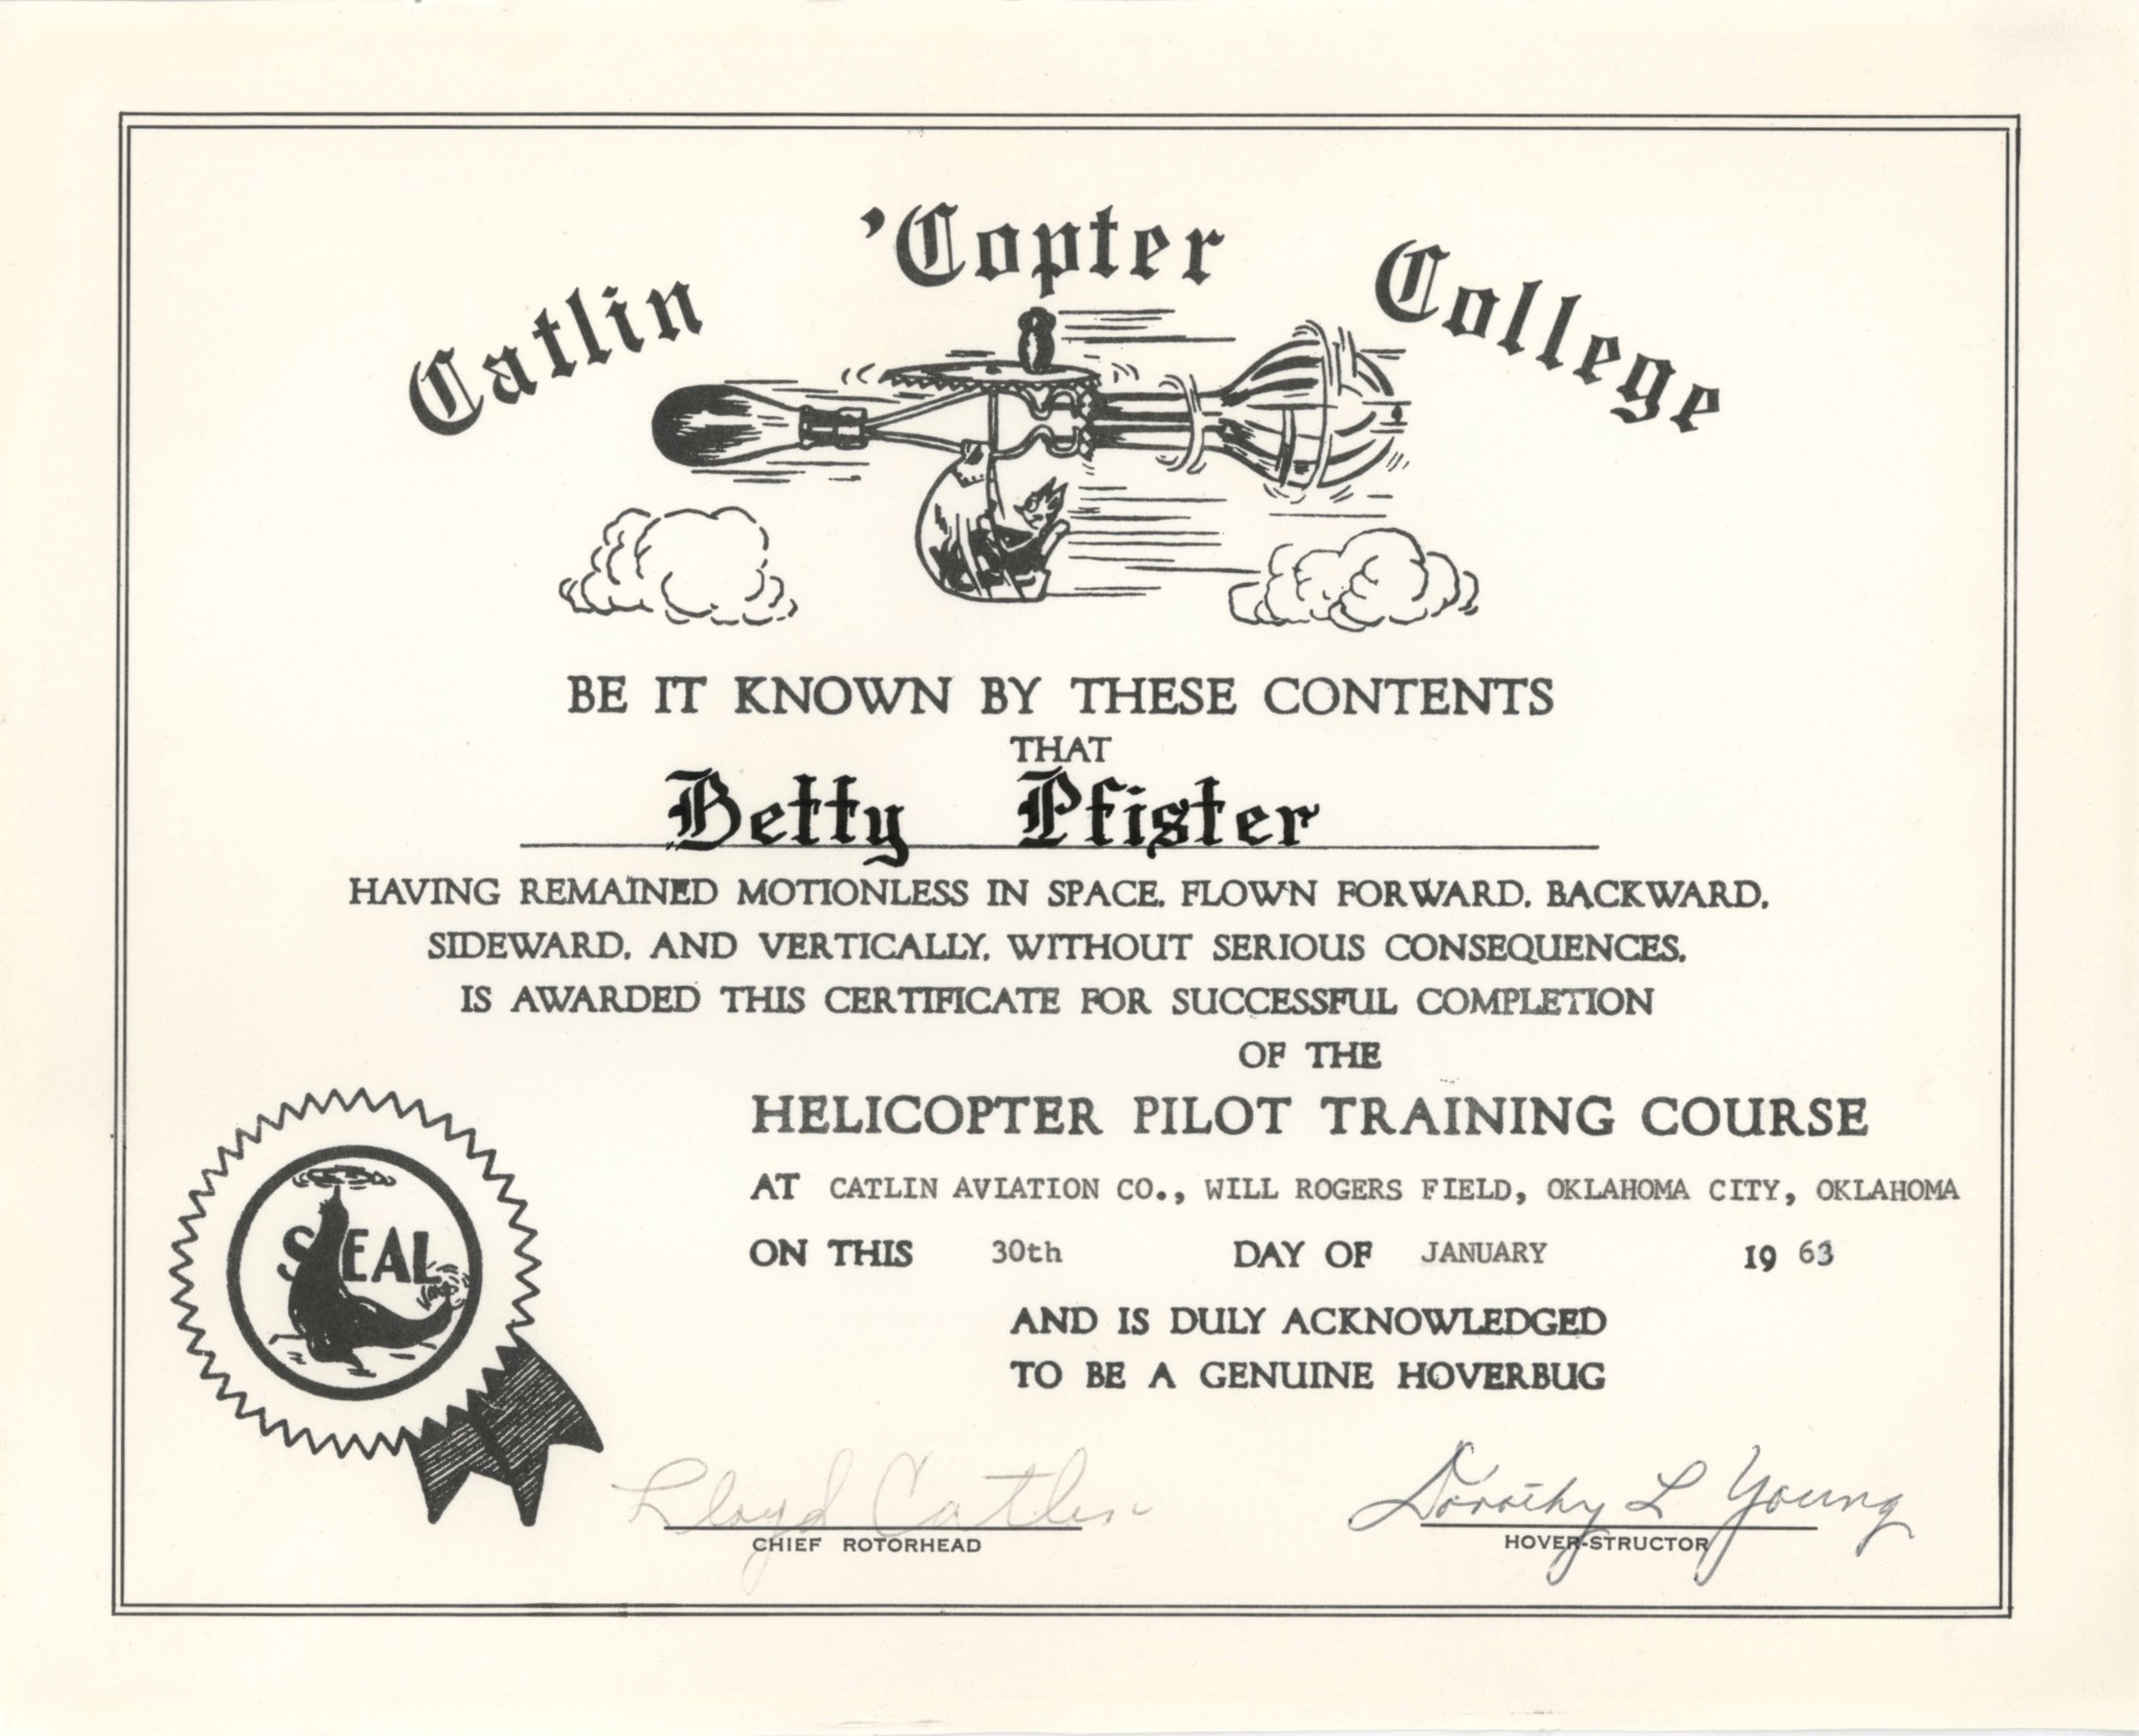 Catlin 'Copter College
BE IT KNOWN BY THESE CONTENTS
THAT
Betty Pfister
HAVING REMAINED MOTIONLESS IN SPACE, FLOWN FORWARD, BACKWARD,
SIDEWARD, AND VERTICALLY, WITHOUT SERIOUS CONSEQUENCES,
IS AWARDED THIS CERTIFICATE FOR SUCCESSFUL COMPLETION
OF THE
HELICOPTER PILOT TRAINING COURSE
AT CATLIN AVIATION CO., WILL ROGERS FIELD, OKLAHOMA CITY, OKLAHOMA
ON THIS 30th DAY OF JANUARY 19 63
AND IS DULY ACKNOWLEDGED
TO BE A GENUINE HOVERBUG
SEAL
Lloyd Catlin
CHIEF ROTORHEAD
Dorothy L Young
HOVER-STRUCTOR